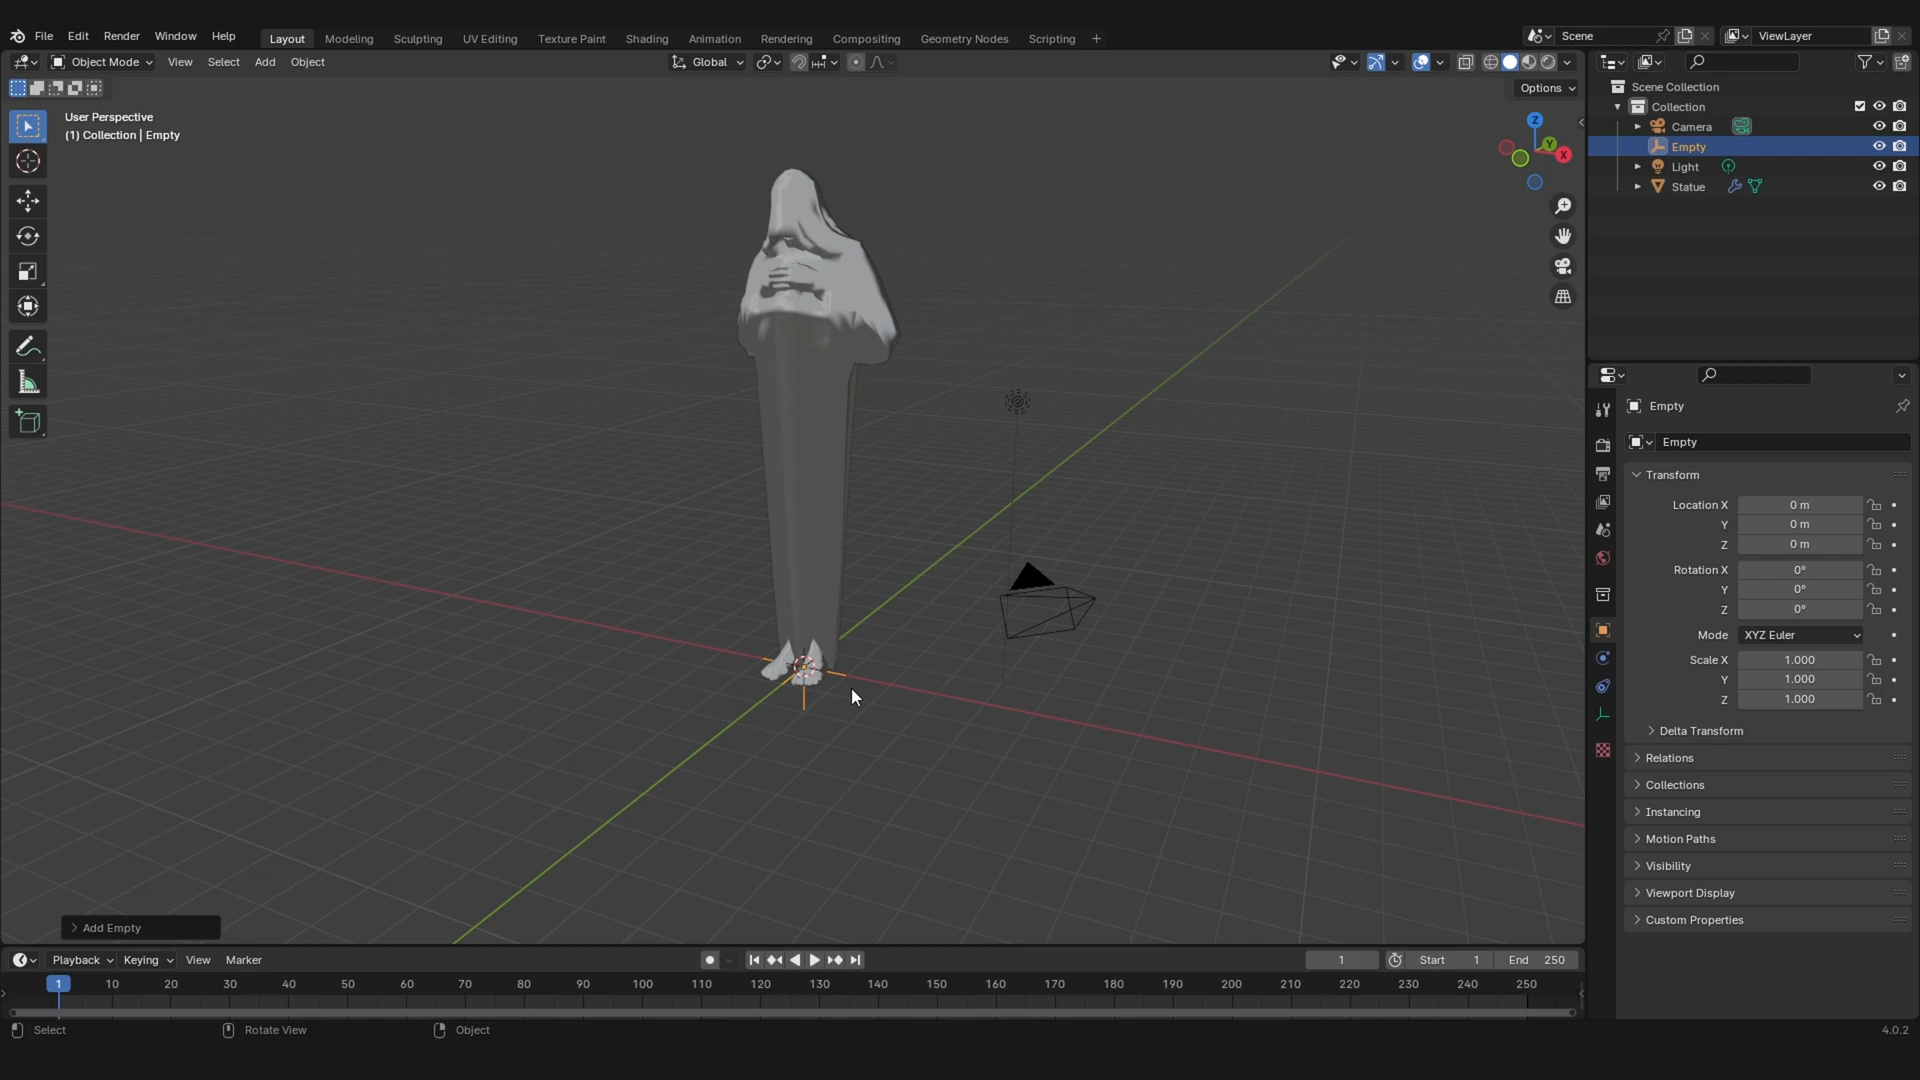 File Edit Render Window Help Layout Modeling Sculpting UV Editing Texture Paint Shading Animation Rendering Compositing Geometry Nodes Scripting + Scene ViewLayer
Object Mode View Select Add Object Global
Options
User Perspective
(1) Collection | Empty
Z
Y
X
Add Empty
Scene Collection
Collection
Camera
Empty
Light
Statue
Empty
Empty
Transform
Location X 0 m
Y 0 m
Z 0 m
Rotation X 0°
Y 0°
Z 0°
Mode XYZ Euler
Scale X 1.000
Y 1.000
Z 1.000
Delta Transform
Relations
Collections
Instancing
Motion Paths
Visibility
Viewport Display
Custom Properties
Playback Keying View Marker 1 Start 1 End 250
1 10 20 30 40 50 60 70 80 90 100 110 120 130 140 150 160 170 180 190 200 210 220 230 240 250
Select Rotate View Object 4.0.2